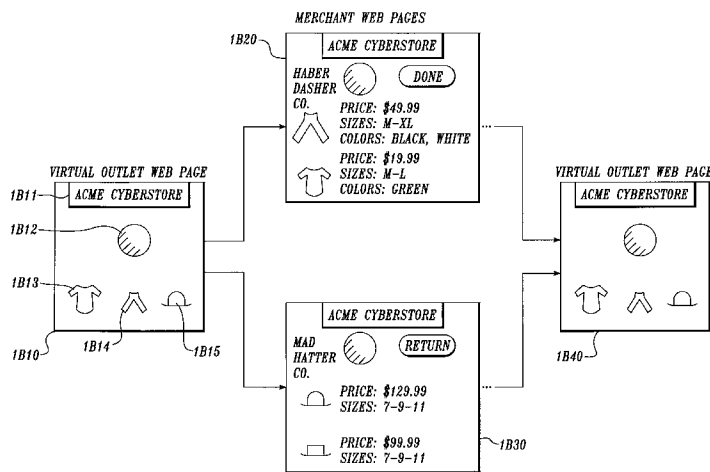 MERCHANT WEB PAGES
1B20
ACME CYBERSTORE
HABER
DASHER
CO.
DONE
PRICE: $49.99
SIZES: M-XL
COLORS: BLACK, WHITE
PRICE: $19.99
SIZES: M-L
COLORS: GREEN
VIRTUAL OUTLET WEB PAGE
1B11
ACME CYBERSTORE
1B12
1B13
1B10
1B14
1B15
ACME CYBERSTORE
MAD
HATTER
CO.
RETURN
PRICE: $129.99
SIZES: 7-9-11
PRICE: $99.99
SIZES: 7-9-11
1B30
VIRTUAL OUTLET WEB PAGE
ACME CYBERSTORE
1B40